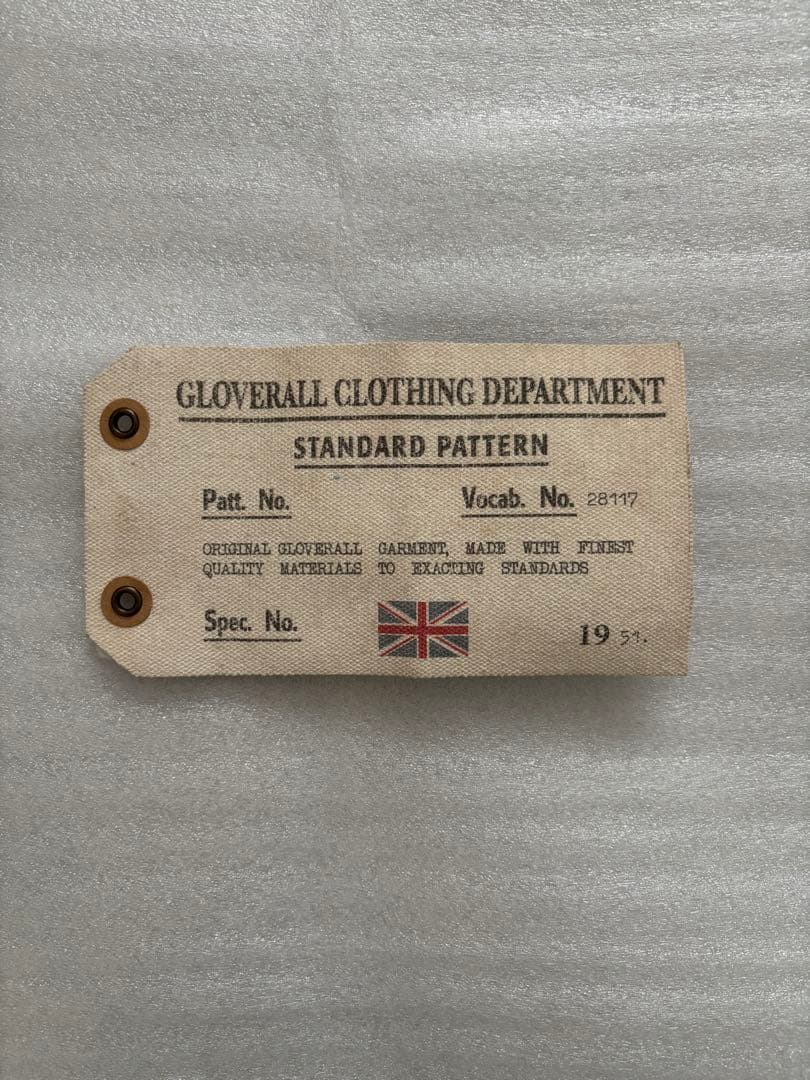 GLOVERALL CLOTHING DEPARTMENT
STANDARD PATTERN
Patt. No. Vocab. No. 28117
ORIGINAL GLOVERALL GARMENT, MADE WITH FINEST
QUALITY MATERIALS TO EXACTING STANDARDS
Spec. No. 19 51.